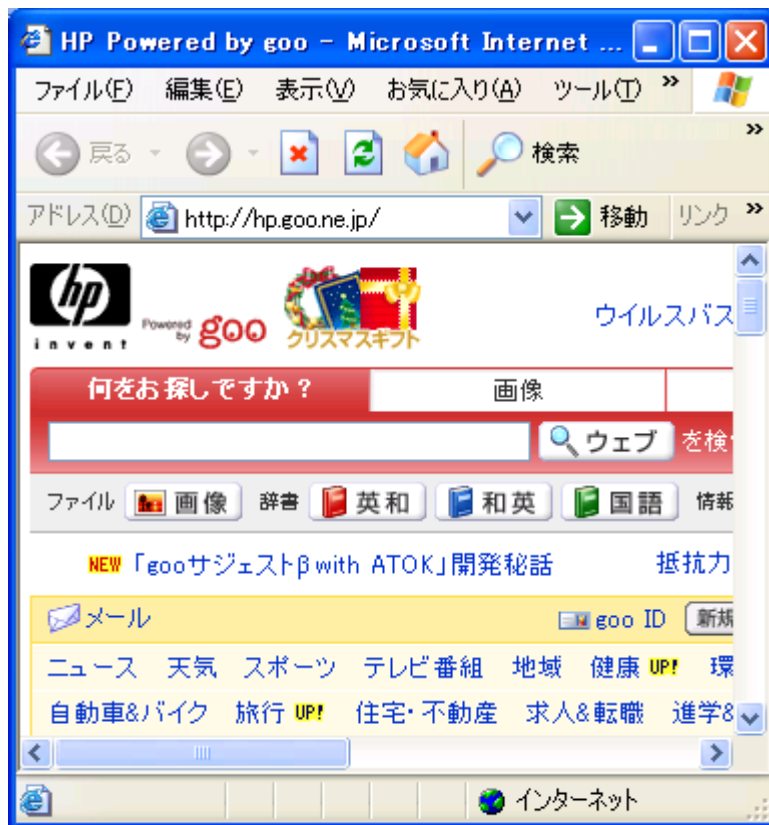 HP Powered by goo - Microsoft Internet ...
ファイル(F) 編集(E) 表示(V) お気に入り(A) ツール(T) »
戻る 検索 »
アドレス(D) http://hp.goo.ne.jp/ 移動 リンク »
hp
invent
Powered by goo
クリスマスギフト
ウイルスバス
何をお探しですか？ 画像
ウェブ を検
ファイル 画像 辞書 英和 和英 国語 情報
NEW 「gooサジェストβ with ATOK」開発秘話 抵抗力
メール goo ID 新規
ニュース 天気 スポーツ テレビ番組 地域 健康 UP! 環
自動車&バイク 旅行 UP! 住宅・不動産 求人&転職 進学&
インターネット